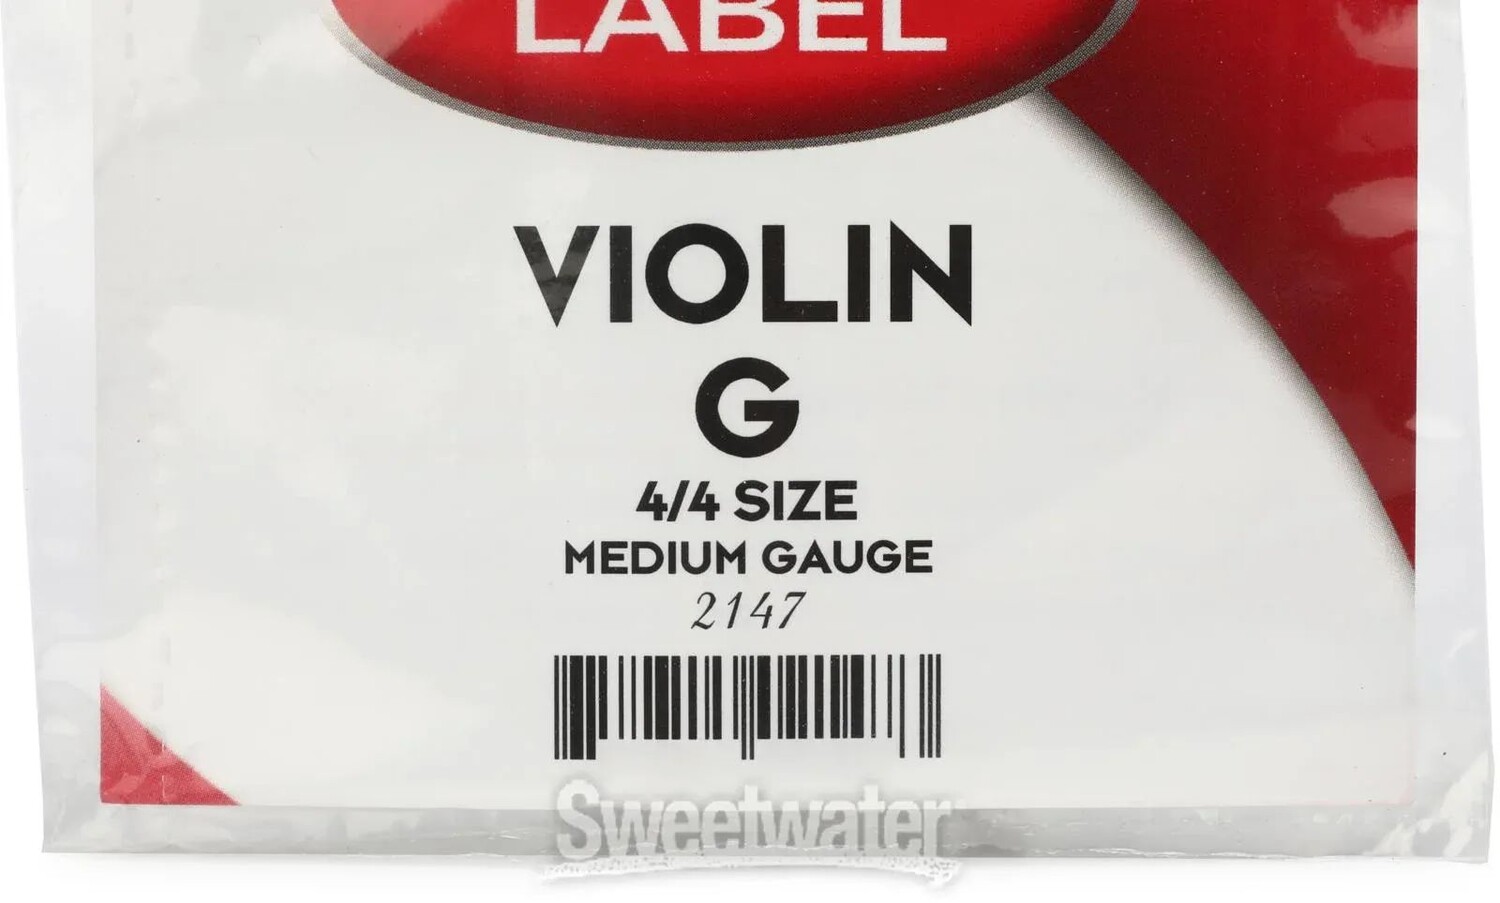 LABEL
VIOLIN
G
4/4 SIZE
MEDIUM GAUGE
2147
Sweetwater